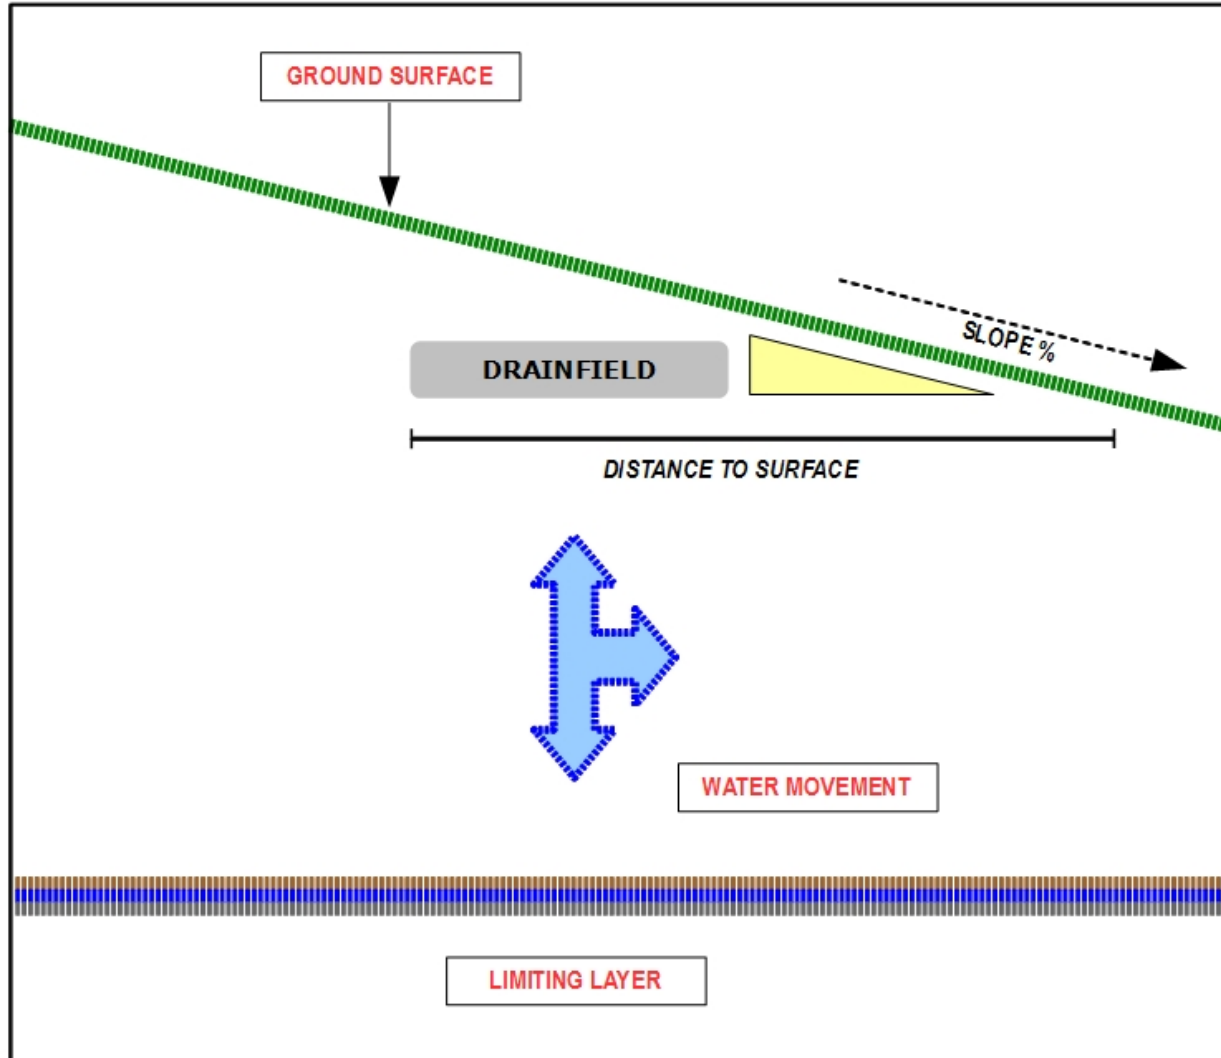 GROUND SURFACE
SLOPE %
DRAINFIELD
DISTANCE TO SURFACE
WATER MOVEMENT
LIMITING LAYER